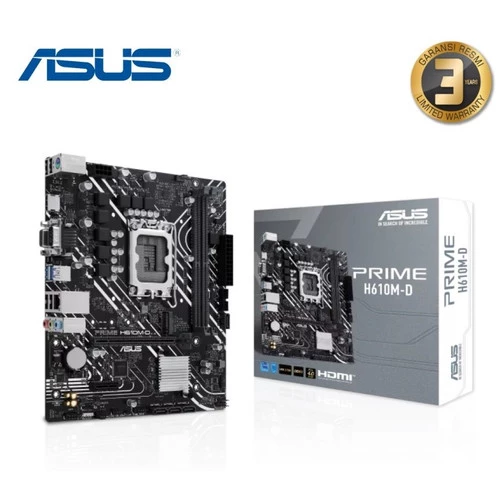 ASUS®
GARANSI RESMI
3
YEARS
LIMITED WARRANTY
ASUS
IN SEARCH OF INCREDIBLE
PRIME
H610M-D
PRIME H610M-D
ASUS
HDMI
PRIME
H610M-D
ASUS